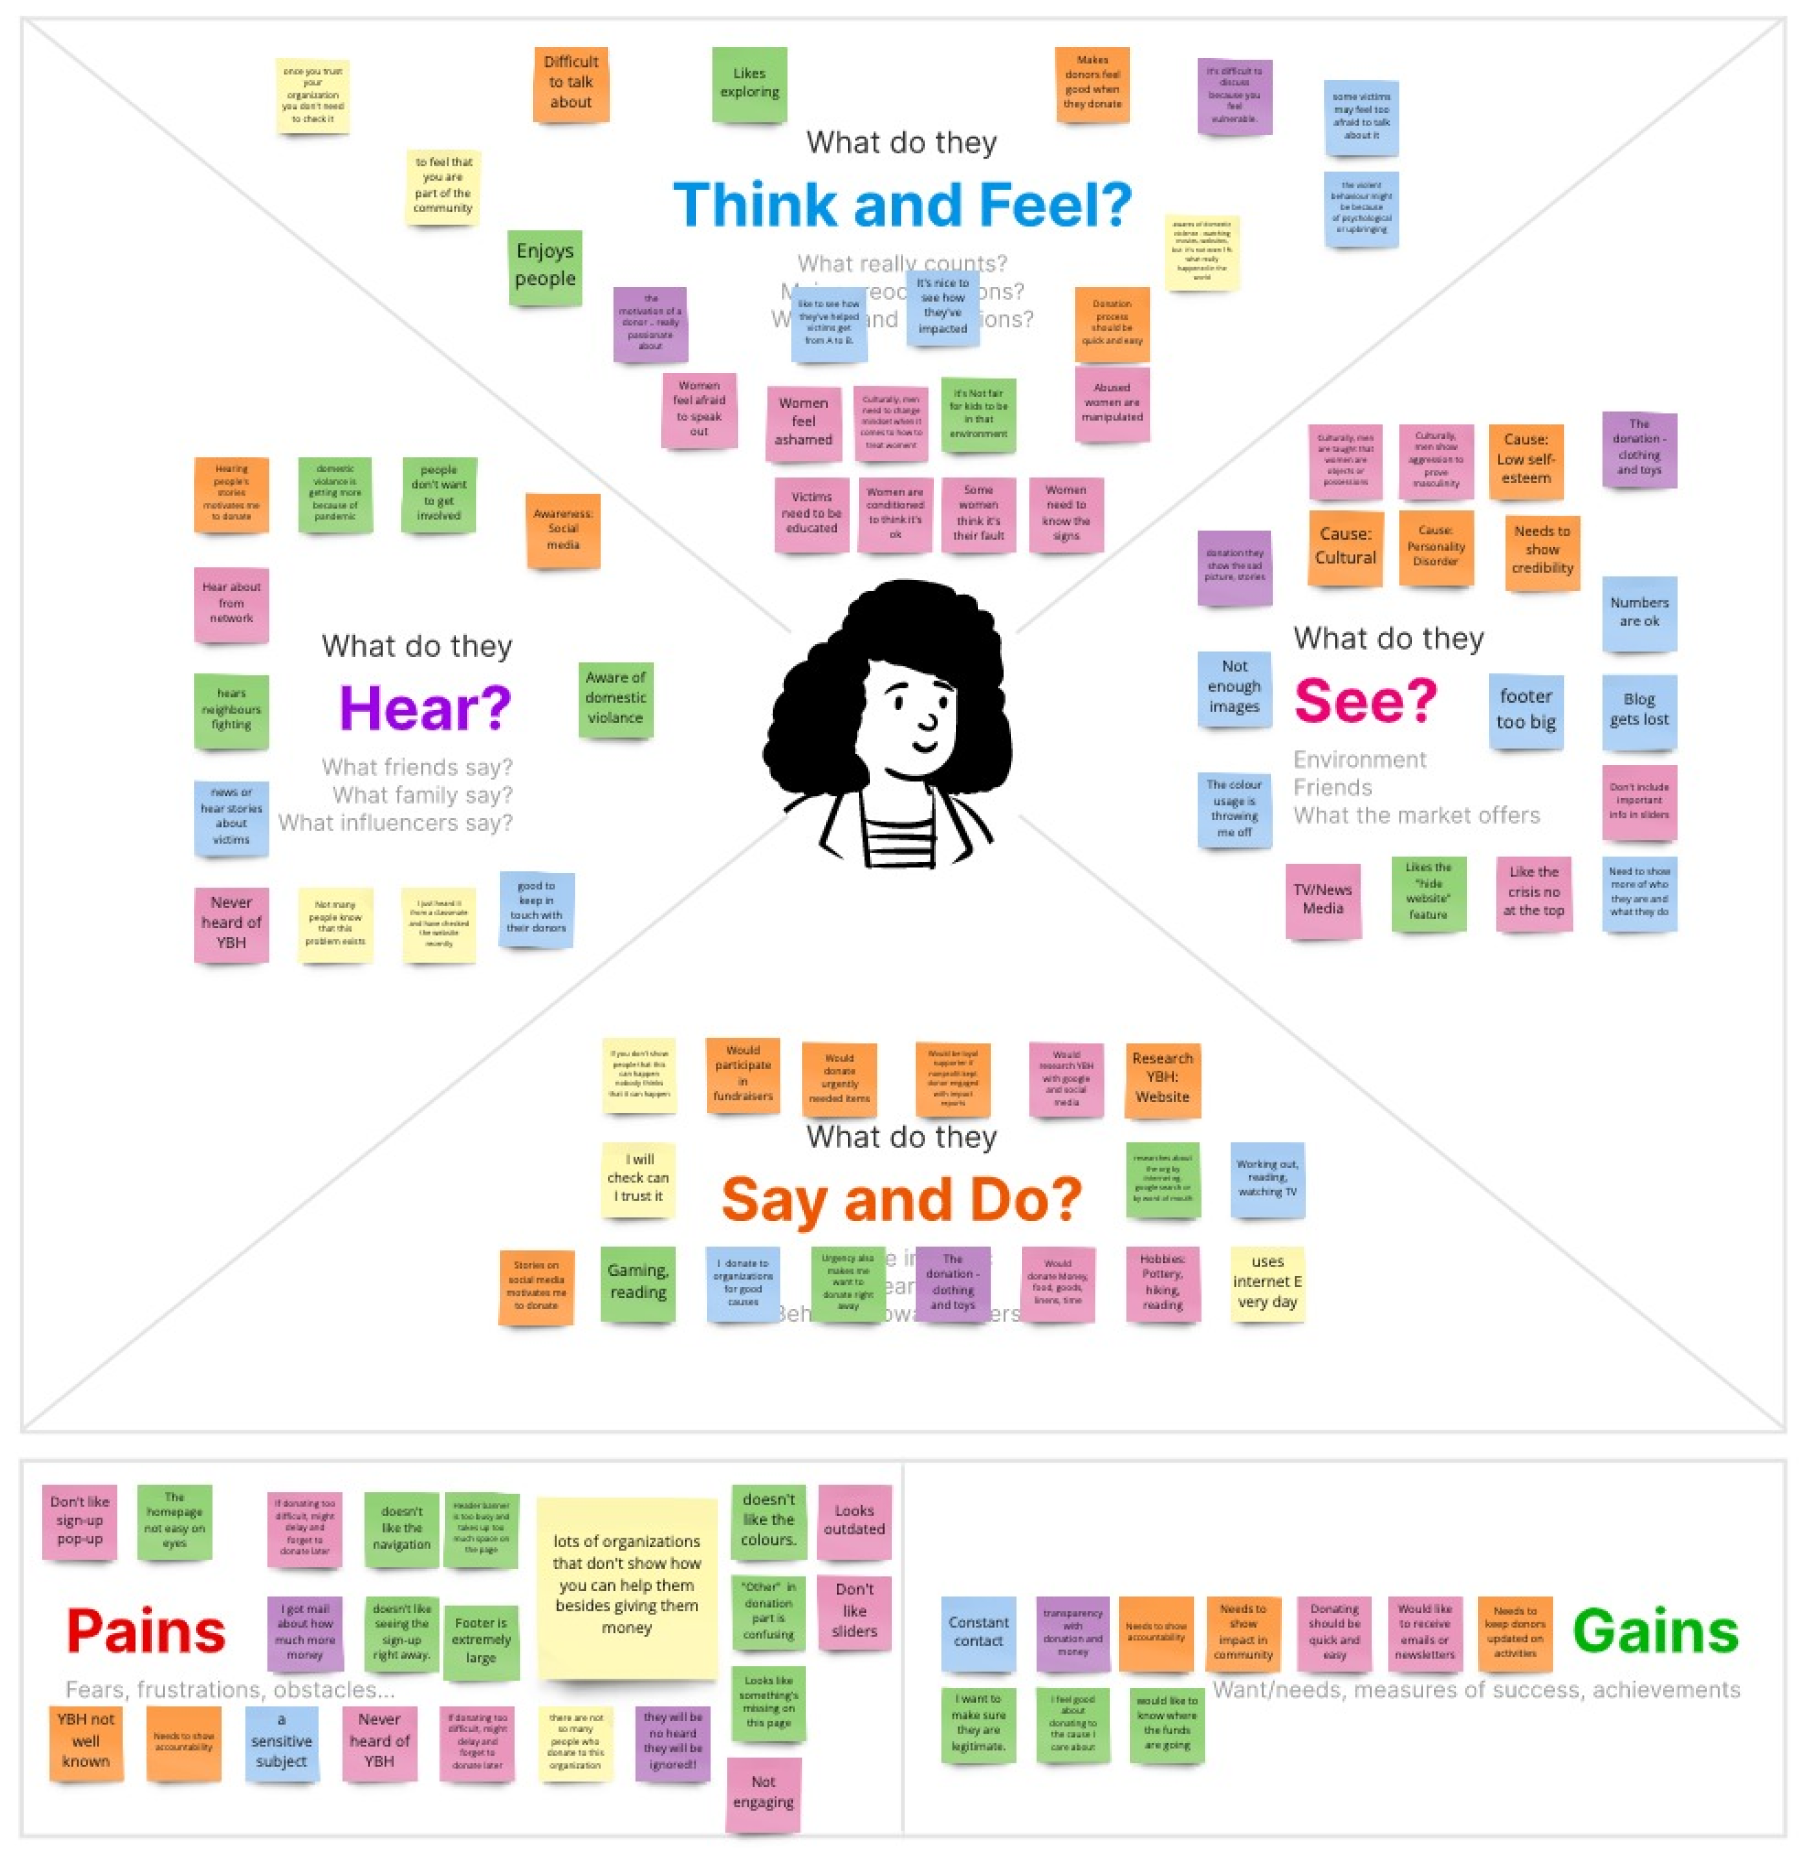 once you trust
your
organization
you don't need
to check it
Difficult
to talk
about
Likes
exploring
Makes
donors feel
good when
they donate
it's difficult to
discuss
because you
feel
vulnerable.
some victims
may feel too
afraid to talk
about it
to feel that
you are
part of the
community
the violent
behaviour might
be because
of psychological
or upbringing
What do they
Think and Feel?
Enjoys
people
awares of domestic
violence - watching
movies, websites,
but it's not even 1%
what really
happened in the
world
What really counts?
the
motivation of a
donor .. really
passionate
about
like to see how
they've helped
victims get
from A to B.
It's nice to
see how
they've
impacted
Donation
process
should be
quick and easy
Women
feel afraid
to speak
out
Women
feel
ashamed
Culturally, men
need to change
mindset when it
comes to how to
treat woment
it's Not fair
for kids to be
in that
environment
Abused
women are
manipulated
Victims
need to be
educated
Women are
conditioned
to think it's
ok
Some
women
think it's
their fault
Women
need to
know the
signs
Hearing
people's
stories
motivates me
to donate
domestic
violance is
getting more
because of
pandemic
people
don't want
to get
involved
Awareness:
Social
media
Hear about
from
network
What do they
Hear?
What friends say?
What family say?
What influencers say?
hears
neighbours
fighting
Aware of
domestic
violance
news or
hear stories
about
victims
Never
heard of
YBH
Not many
people know
that this
problem exists
I just heard it
from a classmate
and have checked
the website
recently
good to
keep in
touch with
their donors
Culturally, men
are taught that
women are
objects or
possessions
Culturally,
men show
aggression to
prove
masculinity
Cause:
Low self-
esteem
The
donation -
clothing
and toys
donation they
show the sad
picture, stories
Cause:
Cultural
Cause:
Personality
Disorder
Needs to
show
credibility
Numbers
are ok
What do they
See?
Environment
Friends
What the market offers
Not
enough
images
footer
too big
Blog
gets lost
The colour
usage is
throwing
me off
Don't include
important
info in sliders
TV/News
Media
Likes the
"hide
website"
feature
Like the
crisis no
at the top
Need to show
more of who
they are and
what they do
If you don't show
people that this
can happen
nobody thinks
that it can happen
Would
participate
in
fundraisers
Would
donate
urgently
needed items
Would be loyal
supporter if
nonprofit kept
donor engaged
with impact
reports
Would
research YBH
with google
and social
media
Research
YBH:
Website
What do they
Say and Do?
I will
check can
I trust it
researches about
the org by
interneting,
google search or
by word of mouth
Working out,
reading,
watching TV
Stories on
social media
motivates me
to donate
Gaming,
reading
I donate to
organizations
for good
causes
Urgency also
makes me
want to
donate right
away
The
donation -
clothing
and toys
Would
donate Money,
food, goods,
linens, time
Hobbies:
Pottery,
hiking,
reading
uses
internet E
very day
Don't like
sign-up
pop-up
The
homepage
not easy on
eyes
If donating too
difficult, might
delay and
forget to
donate later
doesn't
like the
navigation
Header banner
is too busy and
takes up too
much space on
the page
lots of organizations
that don't show how
you can help them
besides giving them
money
doesn't
like the
colours.
Looks
outdated
Pains
Fears, frustrations, obstacles...
I got mail
about how
much more
money
doesn't like
seeing the
sign-up
right away.
Footer is
extremely
large
"Other" in
donation
part is
confusing
Don't
like
sliders
Looks like
something's
missing on
this page
YBH not
well
known
Needs to show
accountability
a
sensitive
subject
Never
heard of
YBH
If donating too
difficult, might
delay and
forget to
donate later
there are not
so many
people who
donate to this
organization
they will be
no heard
they will be
ignored!!
Not
engaging
Constant
contact
transparency
with
donation and
money
Needs to show
accountability
Needs to
show
impact in
community
Donating
should be
quick and
easy
Would like
to receive
emails or
newsletters
Needs to
keep donors
updated on
activities
Gains
Want/needs, measures of success, achievements
I want to
make sure
they are
legitimate.
i feel good
about
donating to
the cause I
care about
would like to
know where
the funds
are going